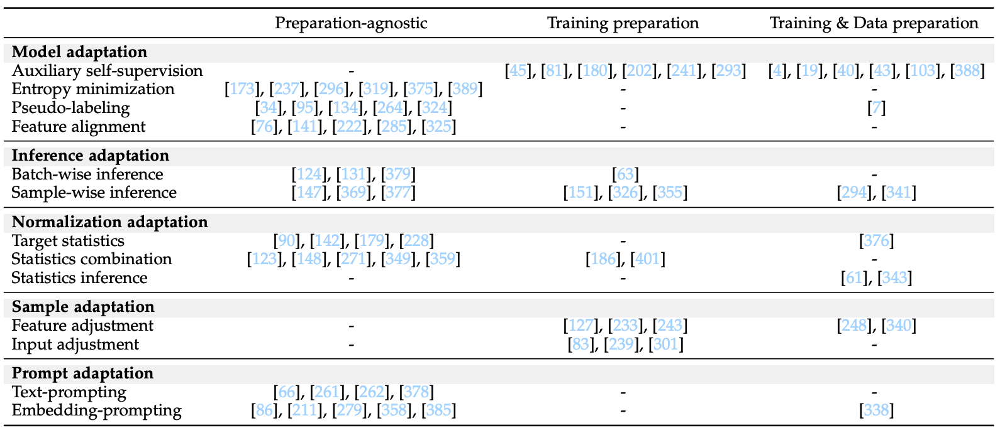 Preparation-agnostic Training preparation Training & Data preparation
Model adaptation
Auxiliary self-supervision - [45], [81], [180], [202], [241], [293] [4], [19], [40], [43], [103], [388]
Entropy minimization [173], [237], [296], [319], [375], [389] - -
Pseudo-labeling [34], [95], [134], [264], [324] - [7]
Feature alignment [76], [141], [222], [285], [325] - -
Inference adaptation
Batch-wise inference [124], [131], [379] [63] -
Sample-wise inference [147], [369], [377] [151], [326], [355] [294], [341]
Normalization adaptation
Target statistics [90], [142], [179], [228] - [376]
Statistics combination [123], [148], [271], [349], [359] [186], [401] -
Statistics inference - - [61], [343]
Sample adaptation
Feature adjustment - [127], [233], [243] [248], [340]
Input adjustment - [83], [239], [301] -
Prompt adaptation
Text-prompting [66], [261], [262], [378] - -
Embedding-prompting [86], [211], [279], [358], [385] - [338]